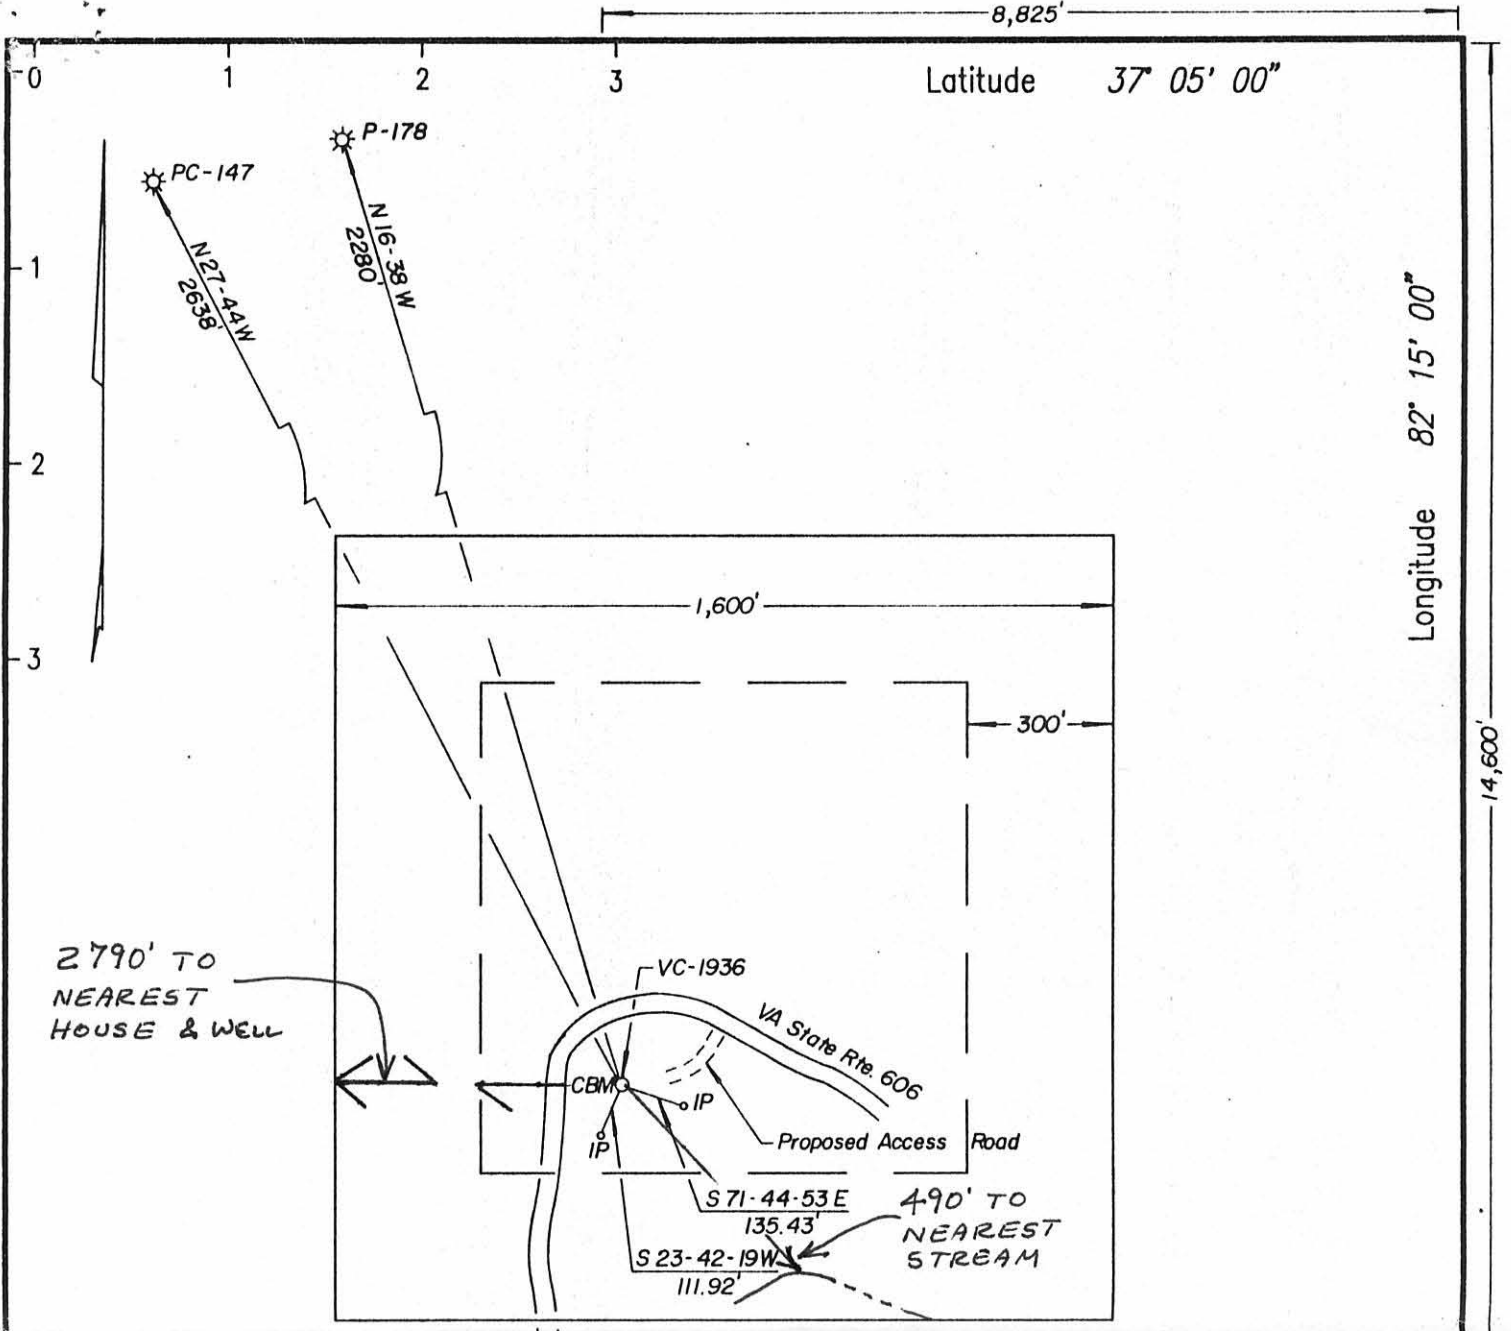 8,825'
0
1
2
3
Latitude 37° 05' 00"
P-178
PC-147
N 16-38 W
2280'
N27-44W
2638'
1
2
3
Longitude 82° 15' 00"
14,600'
1,600'
300'
2790' TO
NEAREST
HOUSE & WELL
VC-1936
VA State Rte. 606
CBM
IP
IP
Proposed Access Road
S 71-44-53 E
135.43'
490' TO
NEAREST
STREAM
S 23-42-19W
111.92'